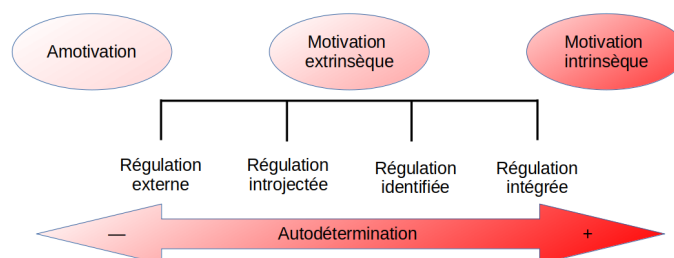 Amotivation
Motivation
extrinsèque
Motivation
intrinsèque
Régulation
externe
Régulation
introjectée
Régulation
identifiée
Régulation
intégrée
— Autodétermination +